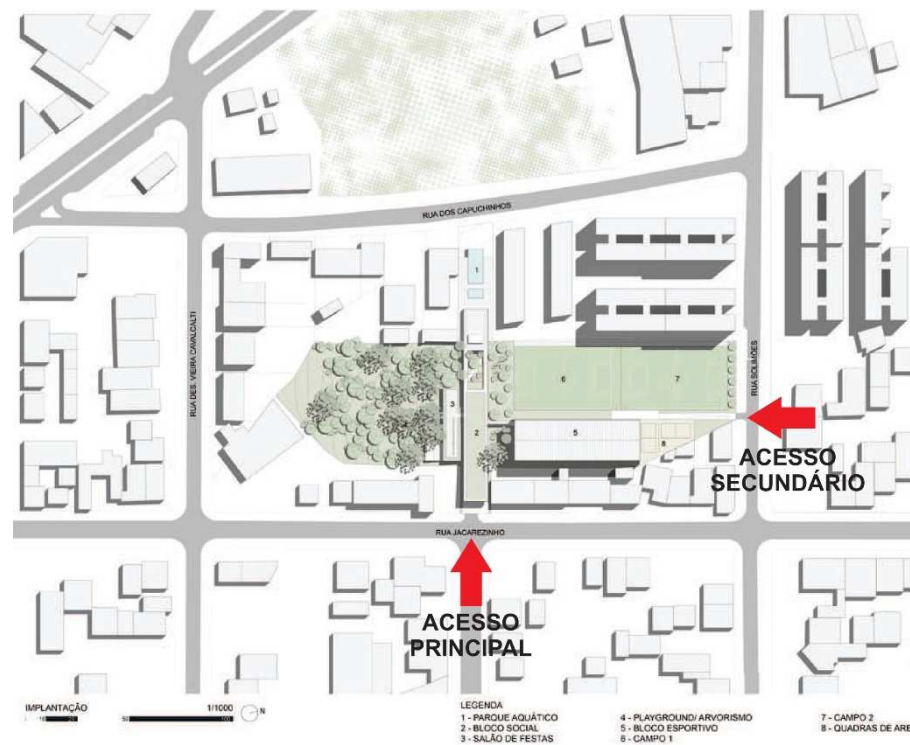 RUA DOS CAPUCHINHOS
1
RUA DES. VIEIRA CAVALCALTI
RUA SOLIMÕES
6
7
3
2
5
8
ACESSO
SECUNDÁRIO
RUA JACAREZINHO
ACESSO
PRINCIPAL
IMPLANTAÇÃO
1/1000
N
50
LEGENDA
1 - PARQUE AQUÁTICO
2 - BLOCO SOCIAL
3 - SALÃO DE FESTAS
4 - PLAYGROUND/ ARVORISMO
5 - BLOCO ESPORTIVO
6 - CAMPO 1
7 - CAMPO 2
8 - QUADRAS DE ARE